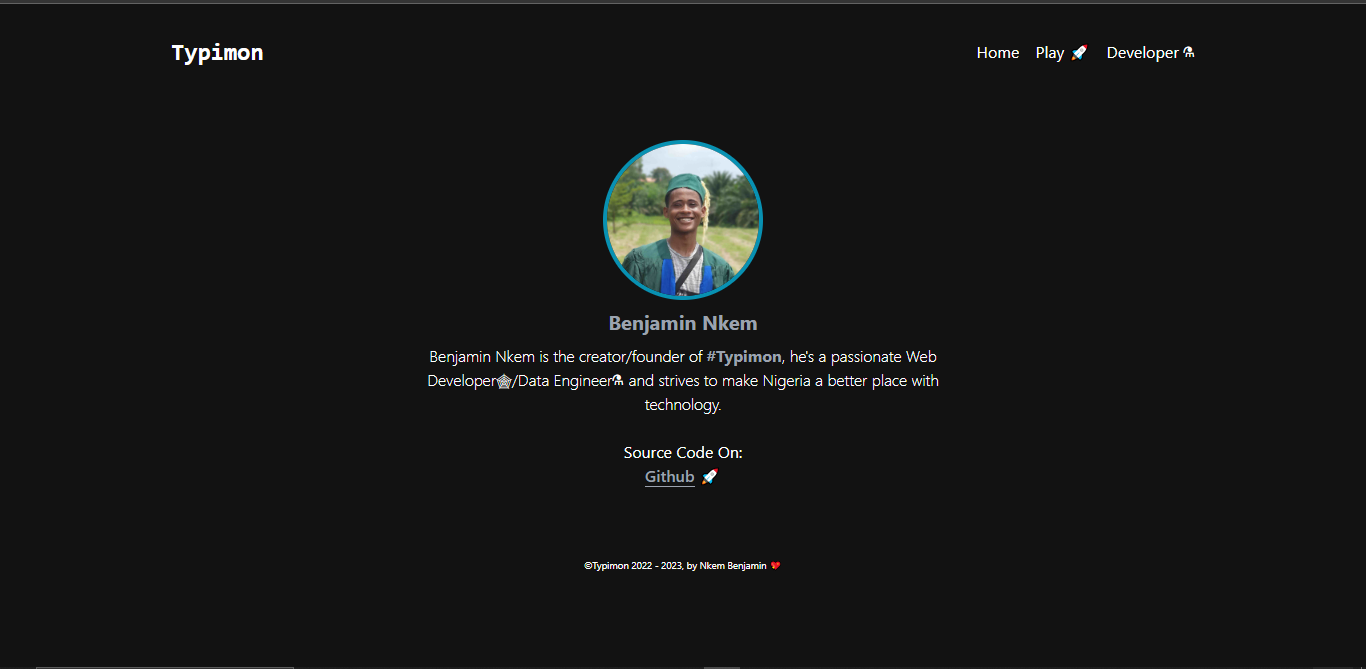 Typimon
Home Play 🚀 Developer ⚗
Benjamin Nkem
Benjamin Nkem is the creator/founder of #Typimon, he's a passionate Web
Developer🕸/Data Engineer⚗ and strives to make Nigeria a better place with
technology.
Source Code On:
Github 🚀
©Typimon 2022 - 2023, by Nkem Benjamin 💖